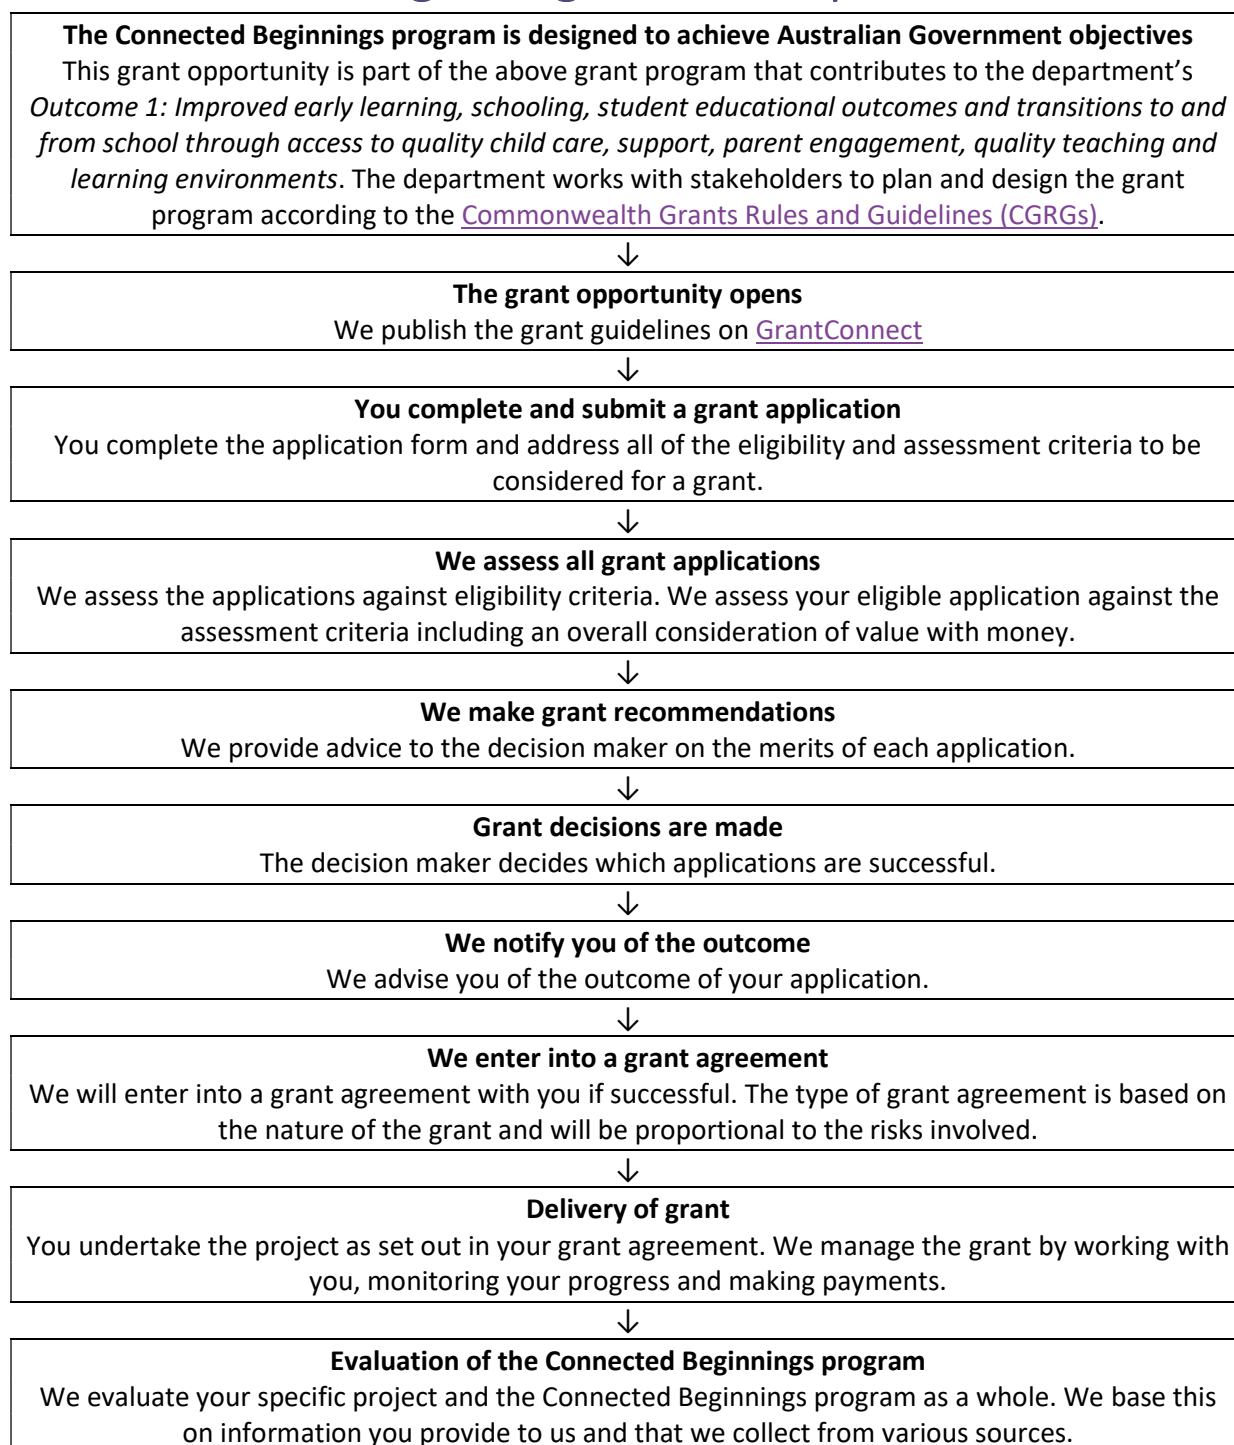 The Connected Beginnings program is designed to achieve Australian Government objectives
This grant opportunity is part of the above grant program that contributes to the department’s
Outcome 1: Improved early learning, schooling, student educational outcomes and transitions to and
from school through access to quality child care, support, parent engagement, quality teaching and
learning environments. The department works with stakeholders to plan and design the grant
program according to the Commonwealth Grants Rules and Guidelines (CGRGs).
↓
The grant opportunity opens
We publish the grant guidelines on GrantConnect
↓
You complete and submit a grant application
You complete the application form and address all of the eligibility and assessment criteria to be
considered for a grant.
↓
We assess all grant applications
We assess the applications against eligibility criteria. We assess your eligible application against the
assessment criteria including an overall consideration of value with money.
↓
We make grant recommendations
We provide advice to the decision maker on the merits of each application.
↓
Grant decisions are made
The decision maker decides which applications are successful.
↓
We notify you of the outcome
We advise you of the outcome of your application.
↓
We enter into a grant agreement
We will enter into a grant agreement with you if successful. The type of grant agreement is based on
the nature of the grant and will be proportional to the risks involved.
↓
Delivery of grant
You undertake the project as set out in your grant agreement. We manage the grant by working with
you, monitoring your progress and making payments.
↓
Evaluation of the Connected Beginnings program
We evaluate your specific project and the Connected Beginnings program as a whole. We base this
on information you provide to us and that we collect from various sources.